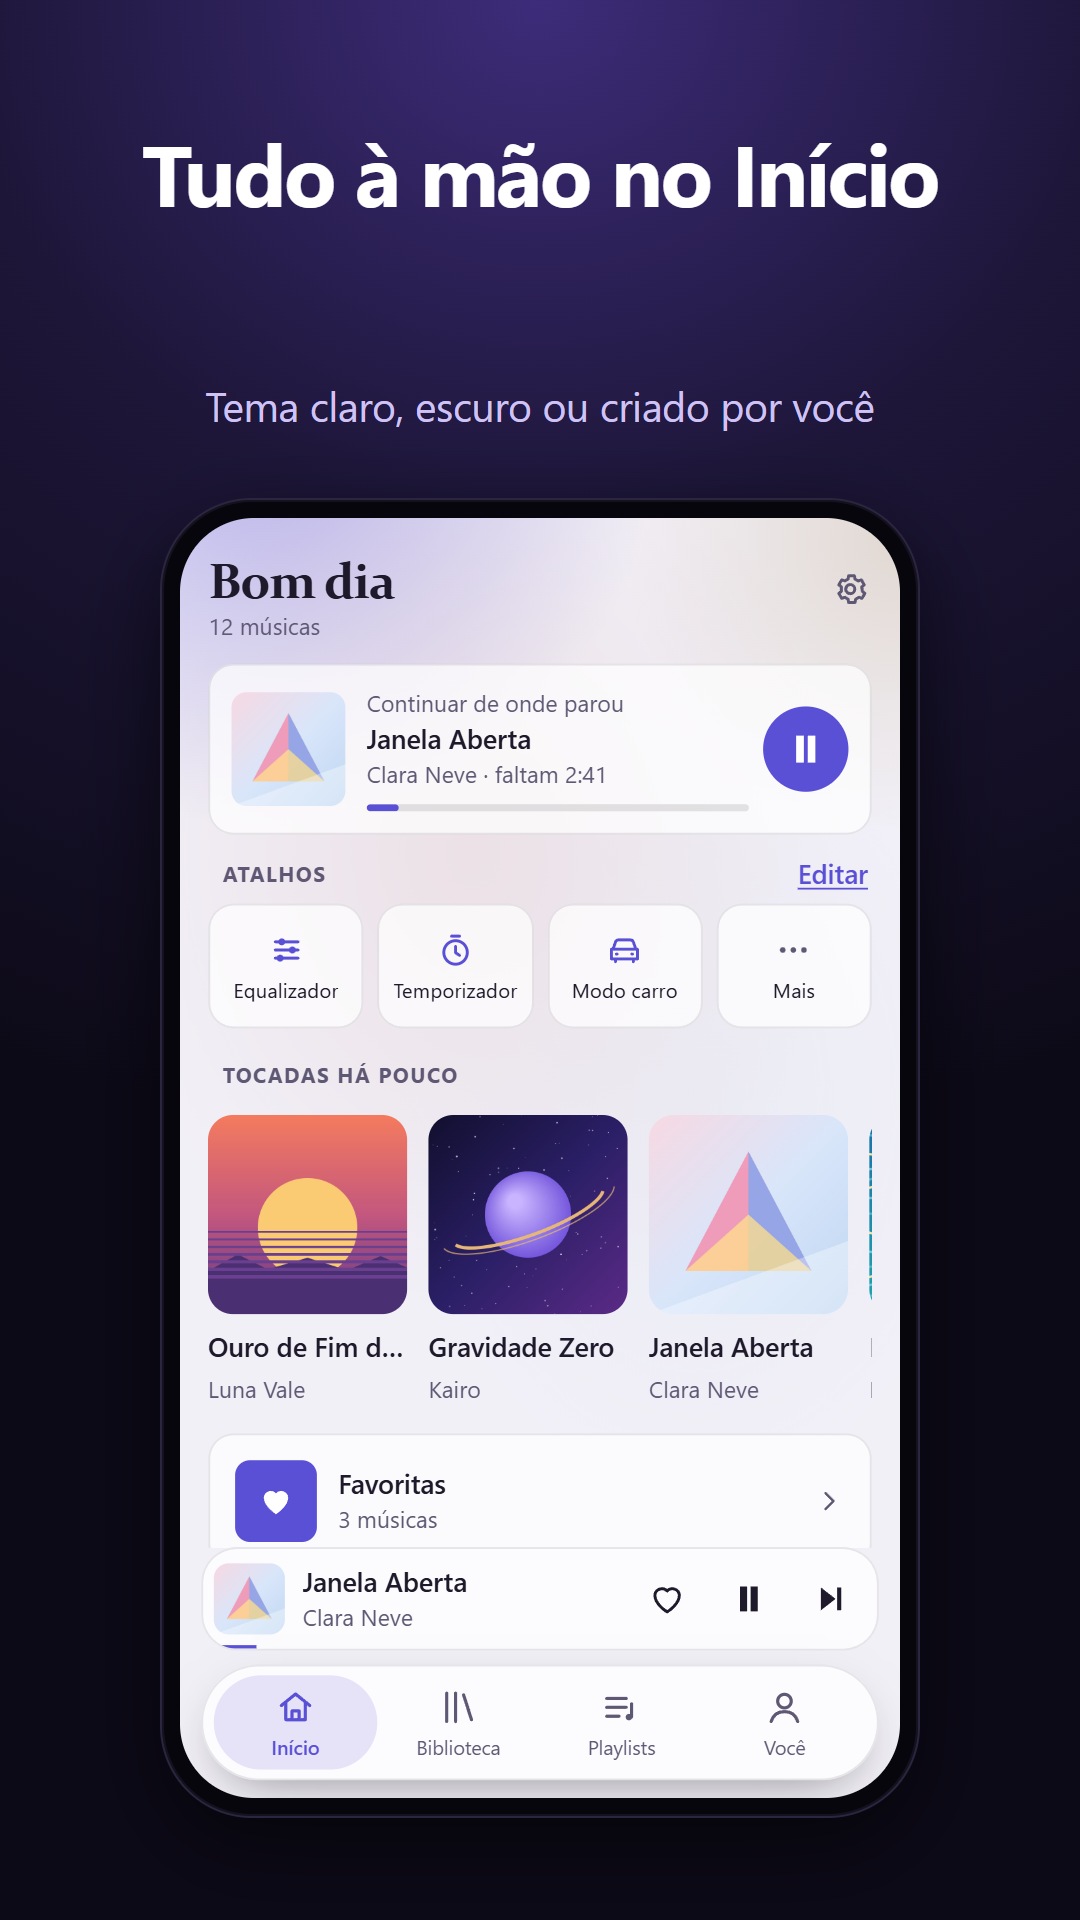 Tudo à mão no Início
Tema claro, escuro ou criado por você
Bom dia
12 músicas
Continuar de onde parou
Janela Aberta
Clara Neve · faltam 2:41
ATALHOS
Editar
Equalizador
Temporizador
Modo carro
Mais
TOCADAS HÁ POUCO
Ouro de Fim d...
Luna Vale
Gravidade Zero
Kairo
Janela Aberta
Clara Neve
Favoritas
3 músicas
Janela Aberta
Clara Neve
Início
Biblioteca
Playlists
Você